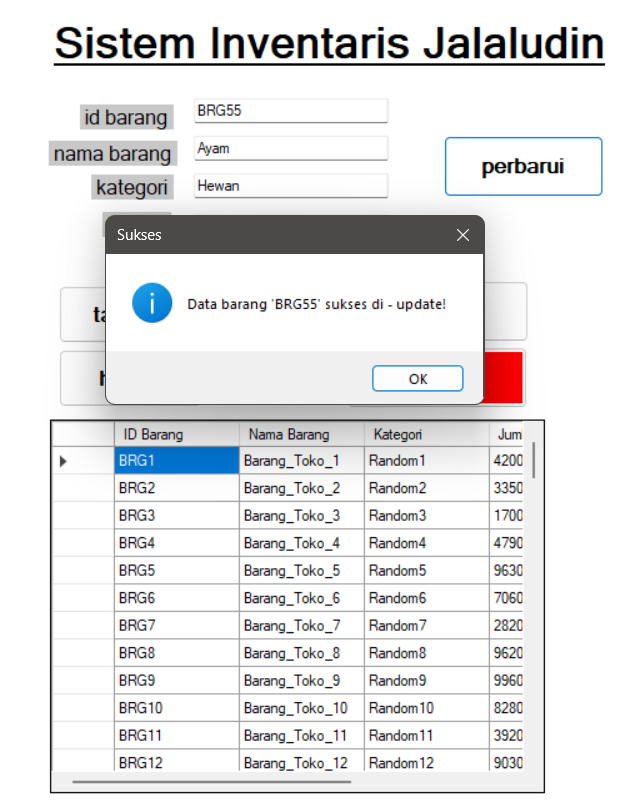 Sistem Inventaris Jalaludin
id barang BRG55
nama barang Ayam
kategori Hewan
perbarui
Sukses
Data barang 'BRG55' sukses di - update!
OK
ID Barang Nama Barang Kategori Jum
BRG1 Barang_Toko_1 Random1 4200
BRG2 Barang_Toko_2 Random2 3350
BRG3 Barang_Toko_3 Random3 1700
BRG4 Barang_Toko_4 Random4 4790
BRG5 Barang_Toko_5 Random5 9630
BRG6 Barang_Toko_6 Random6 7060
BRG7 Barang_Toko_7 Random7 2820
BRG8 Barang_Toko_8 Random8 9620
BRG9 Barang_Toko_9 Random9 9960
BRG10 Barang_Toko_10 Random10 8280
BRG11 Barang_Toko_11 Random11 3920
BRG12 Barang_Toko_12 Random12 9030